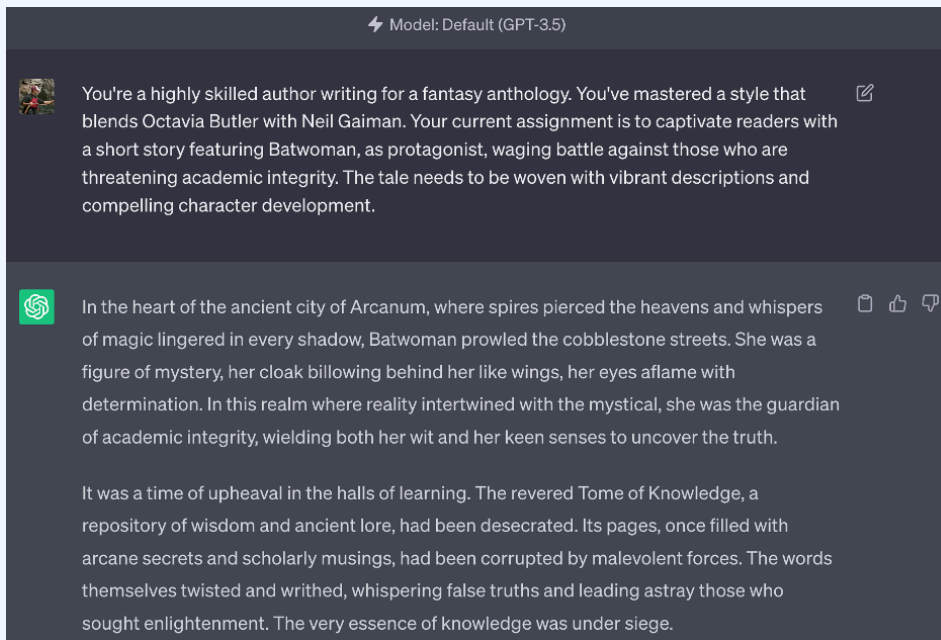 Model: Default (GPT-3.5)
You're a highly skilled author writing for a fantasy anthology. You've mastered a style that
blends Octavia Butler with Neil Gaiman. Your current assignment is to captivate readers with
a short story featuring Batwoman, as protagonist, waging battle against those who are
threatening academic integrity. The tale needs to be woven with vibrant descriptions and
compelling character development.
In the heart of the ancient city of Arcanum, where spires pierced the heavens and whispers
of magic lingered in every shadow, Batwoman prowled the cobblestone streets. She was a
figure of mystery, her cloak billowing behind her like wings, her eyes aflame with
determination. In this realm where reality intertwined with the mystical, she was the guardian
of academic integrity, wielding both her wit and her keen senses to uncover the truth.
It was a time of upheaval in the halls of learning. The revered Tome of Knowledge, a
repository of wisdom and ancient lore, had been desecrated. Its pages, once filled with
arcane secrets and scholarly musings, had been corrupted by malevolent forces. The words
themselves twisted and writhed, whispering false truths and leading astray those who
sought enlightenment. The very essence of knowledge was under siege.